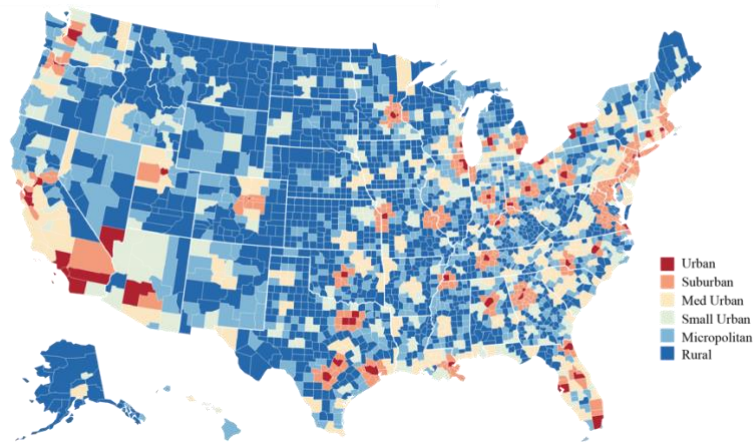 Urban
Suburban
Med Urban
Small Urban
Micropolitan
Rural